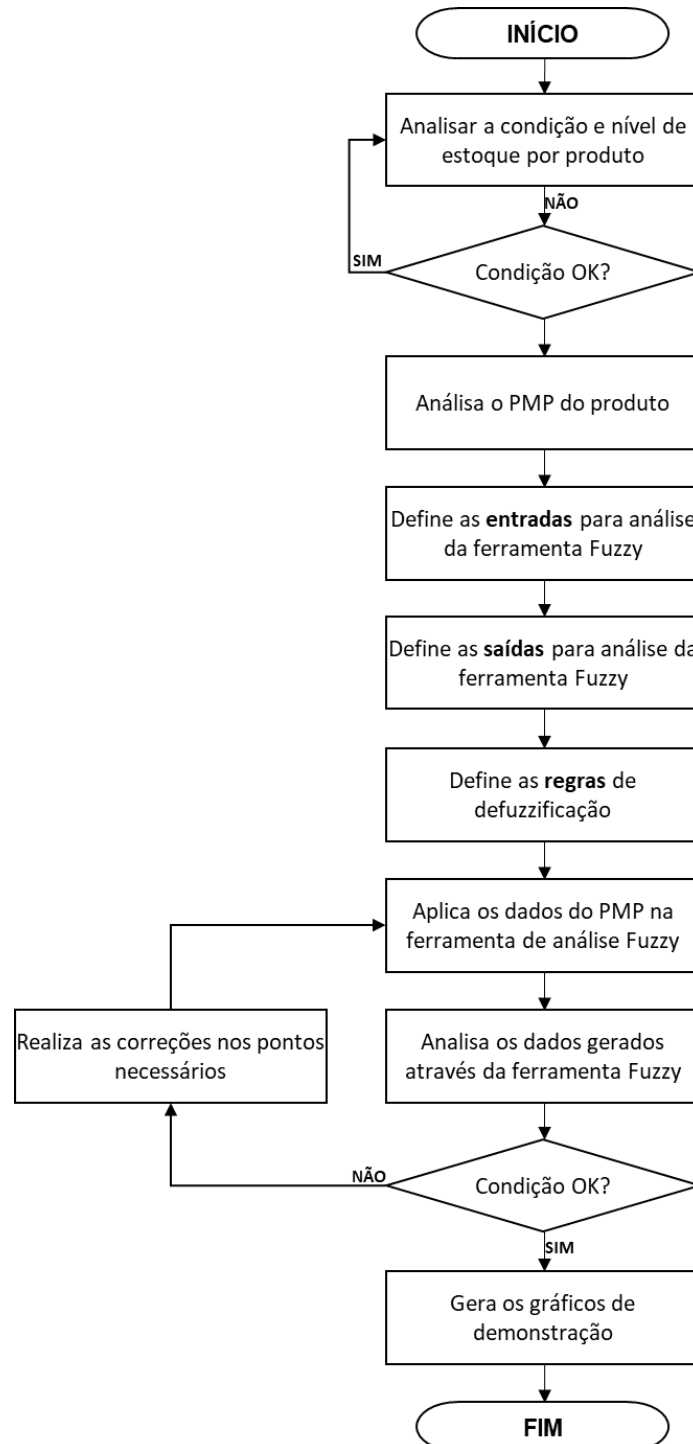 INÍCIO
Analisar a condição e nível de
estoque por produto
NÃO
SIM
Condição OK?
Análisa o PMP do produto
Define as entradas para análise
da ferramenta Fuzzy
Define as saídas para análise da
ferramenta Fuzzy
Define as regras de
defuzzificação
Aplica os dados do PMP na
ferramenta de análise Fuzzy
Realiza as correções nos pontos
necessários
Analisa os dados gerados
através da ferramenta Fuzzy
NÃO
Condição OK?
SIM
Gera os gráficos de
demonstração
FIM